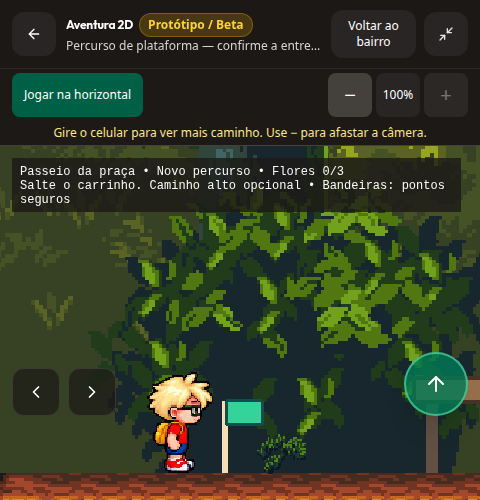 Aventura 2D Protótipo / Beta
Percurso de plataforma — confirme a entre...
Voltar ao
bairro
Jogar na horizontal
− 100% +
Gire o celular para ver mais caminho. Use − para afastar a câmera.
Passeio da praça • Novo percurso • Flores 0/3
Salte o carrinho. Caminho alto opcional • Bandeiras: pontos
seguros